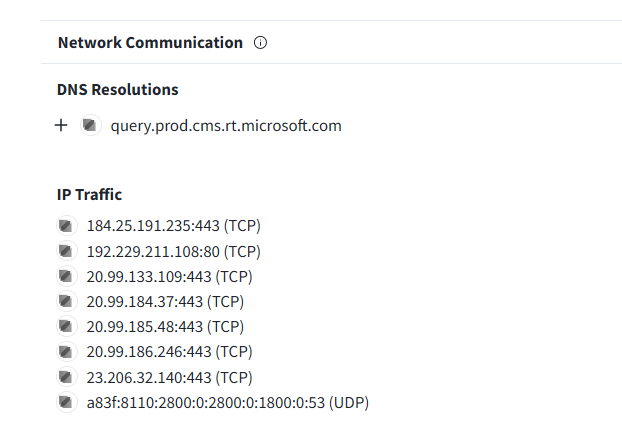 Network Communication
DNS Resolutions
+ query.prod.cms.rt.microsoft.com
IP Traffic
184.25.191.235:443 (TCP)
192.229.211.108:80 (TCP)
20.99.133.109:443 (TCP)
20.99.184.37:443 (TCP)
20.99.185.48:443 (TCP)
20.99.186.246:443 (TCP)
23.206.32.140:443 (TCP)
a83f:8110:2800:0:2800:0:1800:0:53 (UDP)